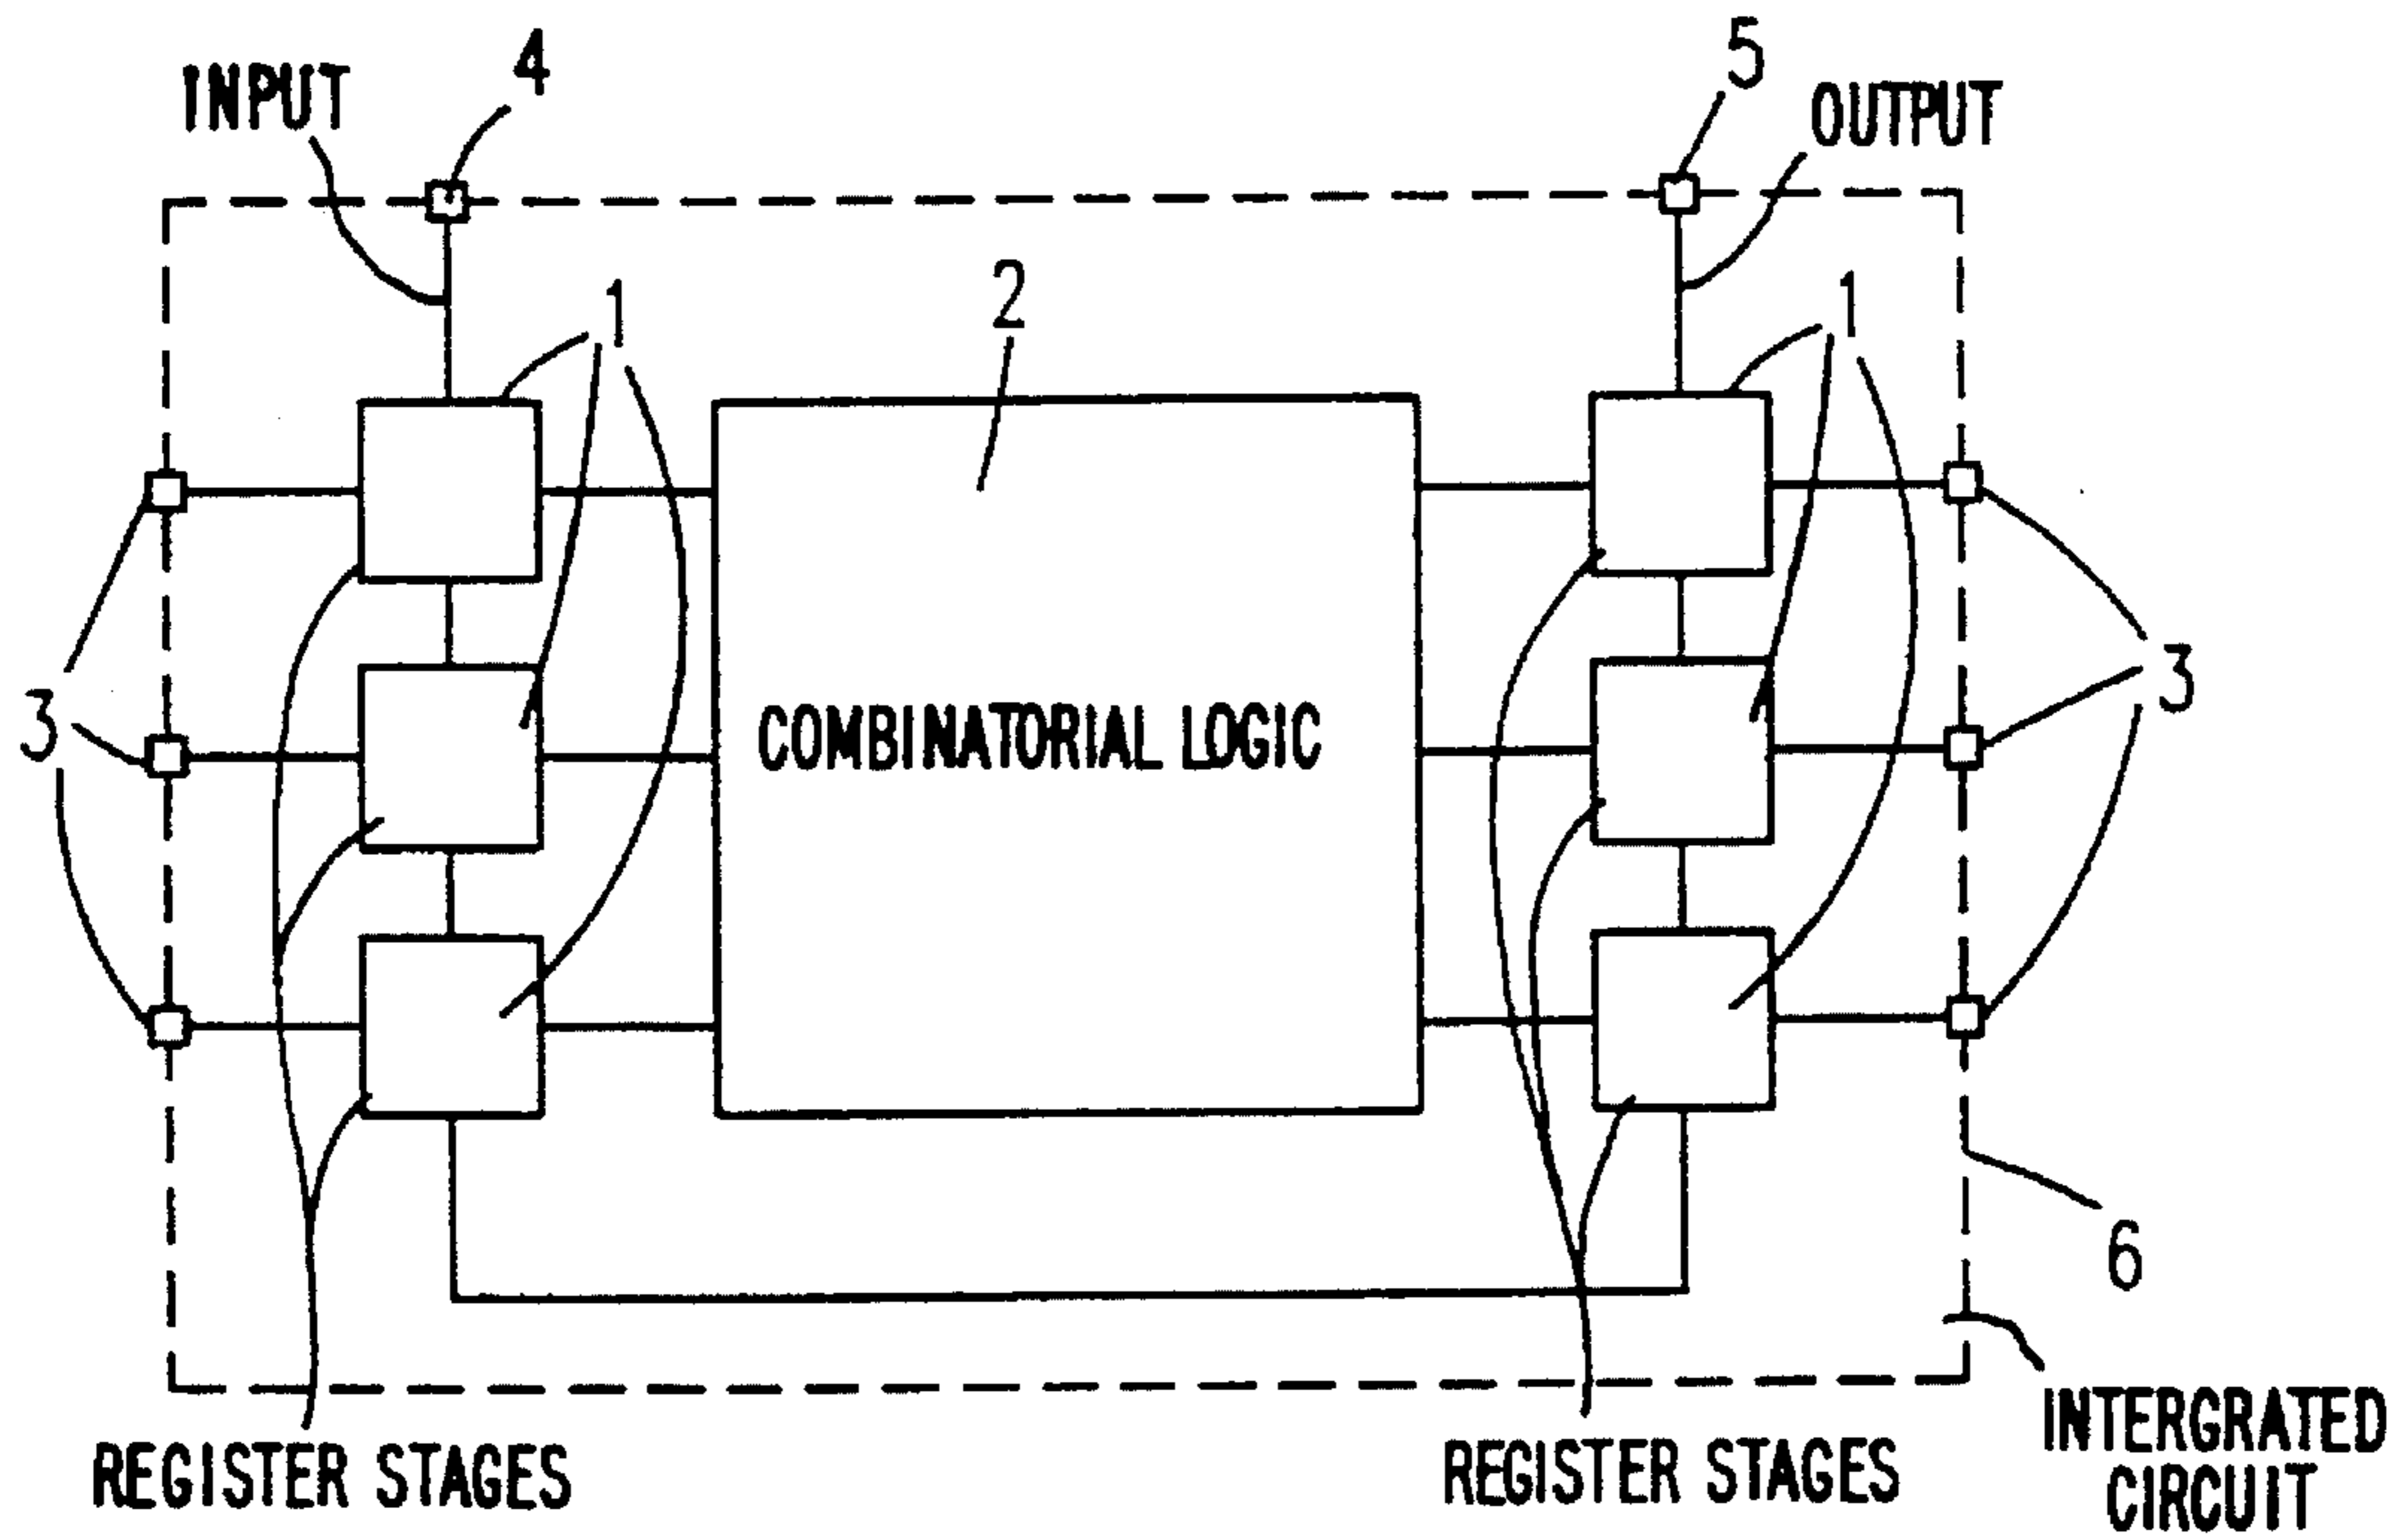 4
5
INPUT
OUTPUT
2
1
1
3
COMBINATORIAL LOGIC
3
6
REGISTER STAGES
REGISTER STAGES
INTERGRATED
CIRCUIT